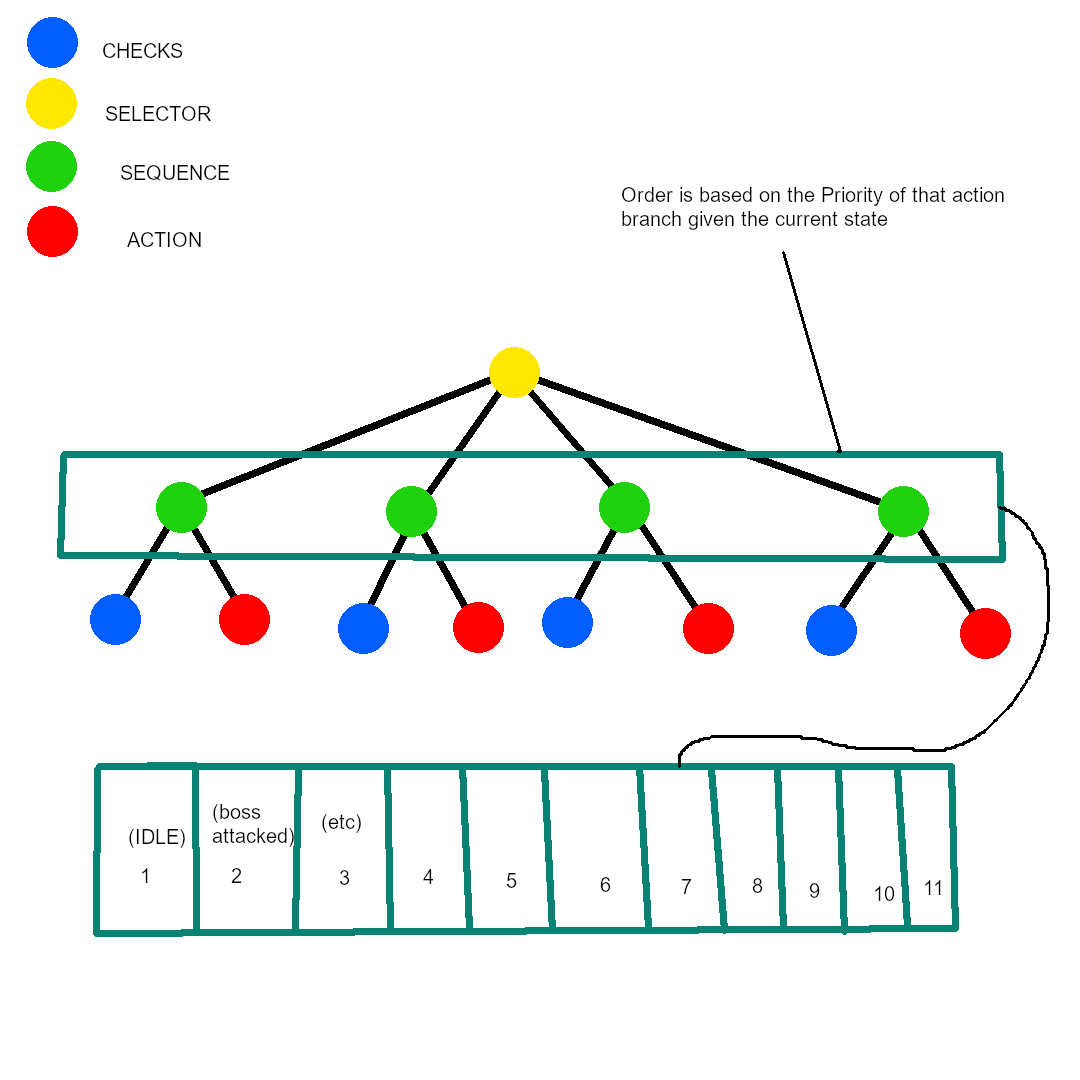 CHECKS
SELECTOR
SEQUENCE
ACTION
Order is based on the Priority of that action
branch given the current state
(IDLE)
1
(boss
attacked)
2
(etc)
3
4
5
6
7
8
9
10
11